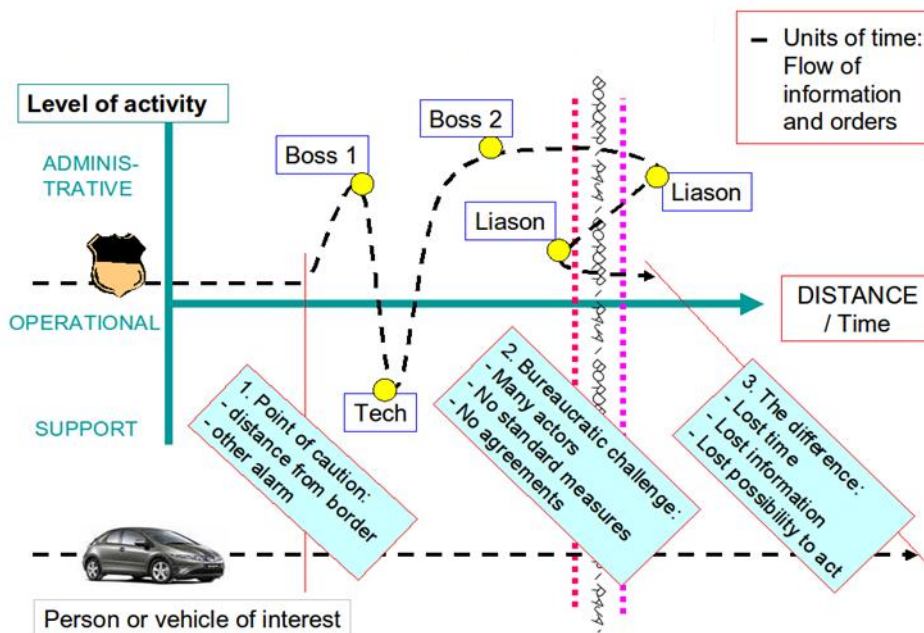 Units of time:
Flow of
information
and orders
Level of activity
ADMINIS-
TRATIVE
Boss 1
Boss 2
Liason
Liason
OPERATIONAL
DISTANCE
/ Time
SUPPORT
Tech
1. Point of caution:
- distance from border
- other alarm
2. Bureaucratic challenge:
- Many actors
- No standard measures
- No agreements
3. The difference:
- Lost time
- Lost information
- Lost possibility to act
Person or vehicle of interest